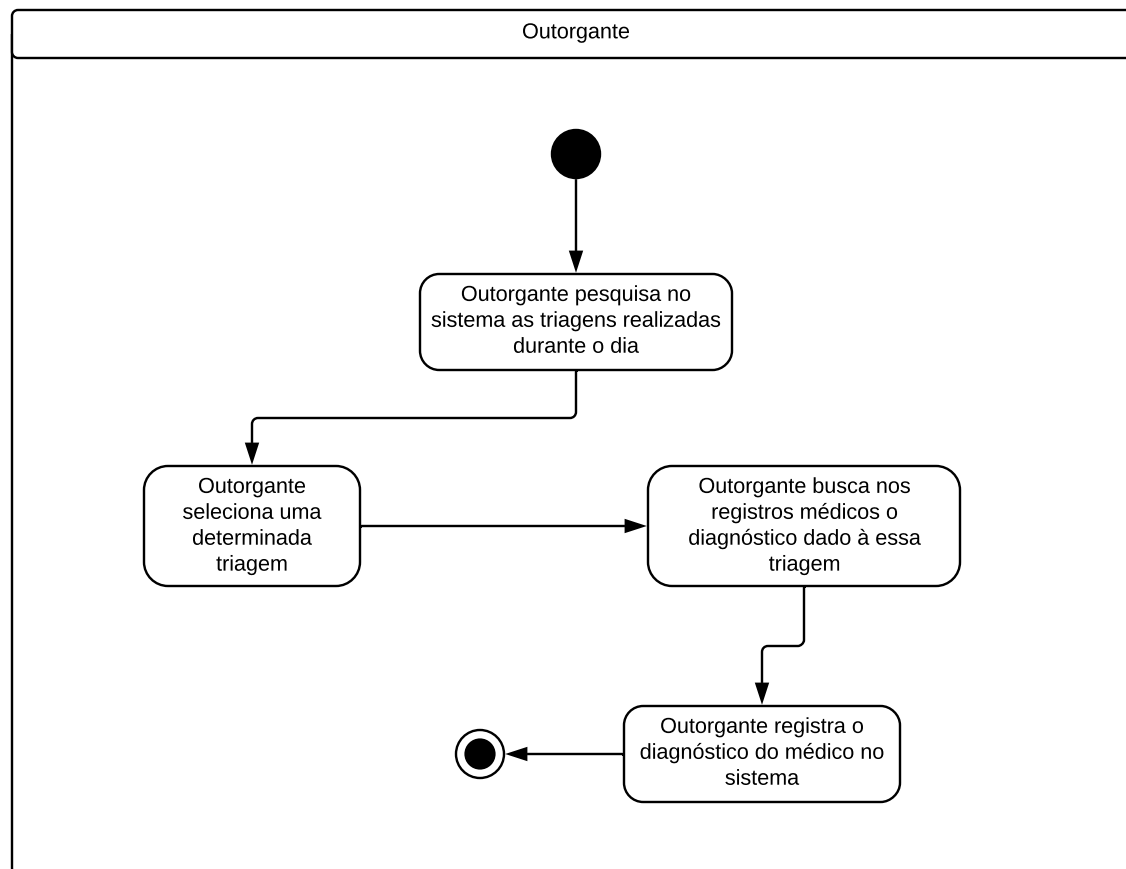 Outorgante
Outorgante pesquisa no
sistema as triagens realizadas
durante o dia
Outorgante
seleciona uma
determinada
triagem
Outorgante busca nos
registros médicos o
diagnóstico dado à essa
triagem
Outorgante registra o
diagnóstico do médico no
sistema